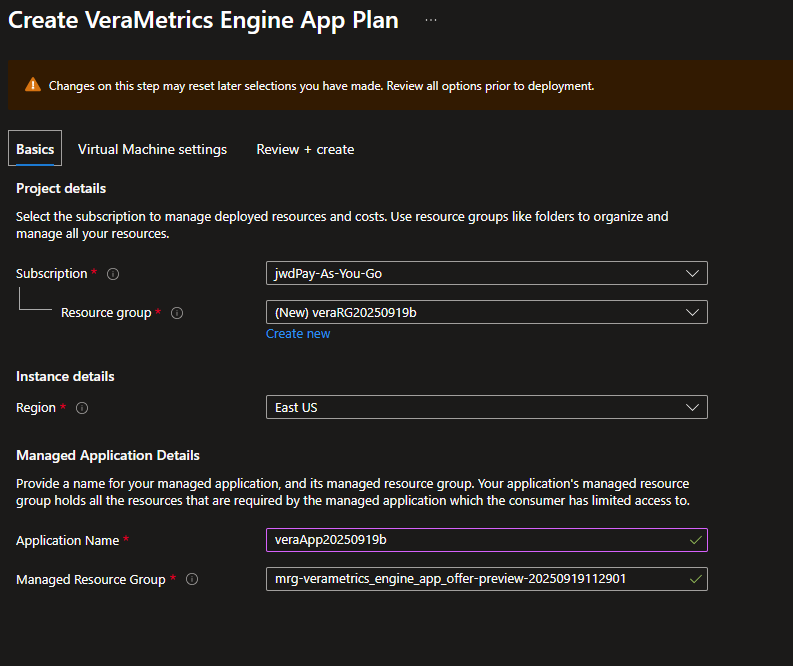 Create VeraMetrics Engine App Plan ...
Changes on this step may reset later selections you have made. Review all options prior to deployment.
Basics Virtual Machine settings Review + create
Project details
Select the subscription to manage deployed resources and costs. Use resource groups like folders to organize and
manage all your resources.
Subscription * jwdPay-As-You-Go
Resource group * (New) veraRG20250919b
Create new
Instance details
Region * East US
Managed Application Details
Provide a name for your managed application, and its managed resource group. Your application's managed resource
group holds all the resources that are required by the managed application which the consumer has limited access to.
Application Name * veraApp20250919b
Managed Resource Group * mrg-verametrics_engine_app_offer-preview-20250919112901